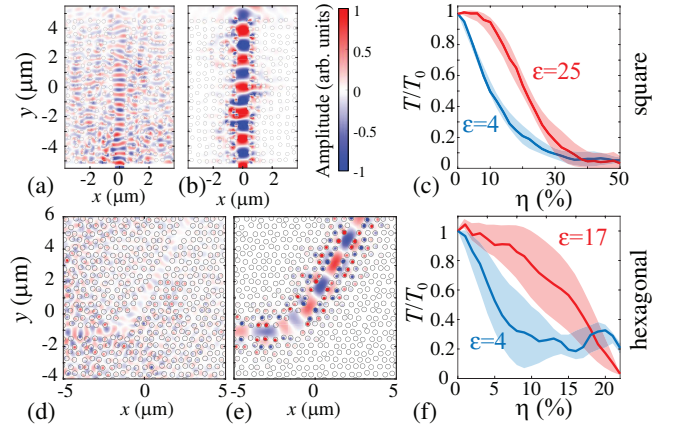 4
2
0
-2
-4
y (μm)
-2 0 2
x (μm)
(a)
-2 0 2
x (μm)
(b)
1
0.5
0
-0.5
-1
Amplitude (arb. units)
1
0.8
0.6
0.4
0.2
0
T/T0
ε=25
ε=4
0 10 20 30 40 50
η (%)
(c)
square
6
4
2
0
-2
-4
y (μm)
-5 0 5
x (μm)
(d)
-5 0 5
x (μm)
(e)
1.2
1
0.8
0.6
0.4
0.2
0
T/T0
ε=17
ε=4
0 5 10 15 20
η (%)
(f)
hexagonal